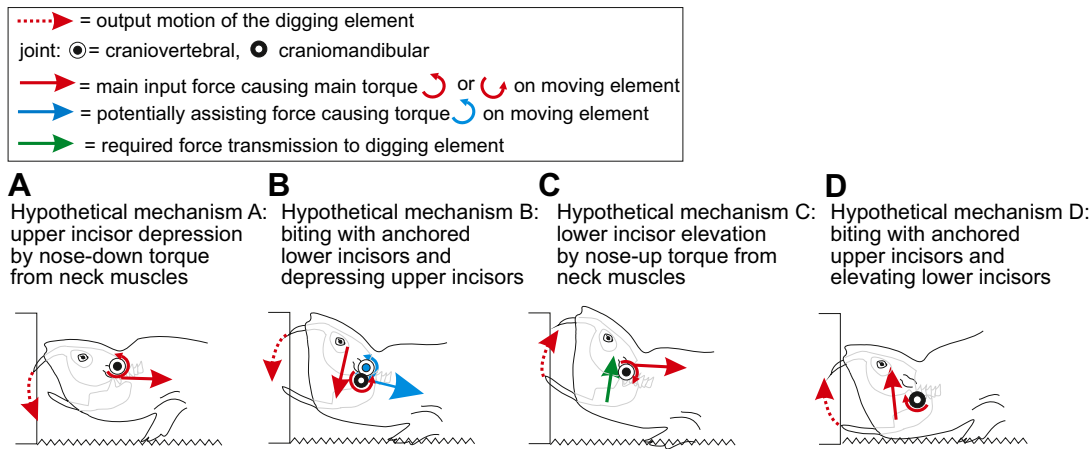 = output motion of the digging element
joint: = craniovertebral, craniomandibular
= main input force causing main torque or on moving element
= potentially assisting force causing torque on moving element
= required force transmission to digging element
A
Hypothetical mechanism A:
upper incisor depression
by nose-down torque
from neck muscles
B
Hypothetical mechanism B:
biting with anchored
lower incisors and
depressing upper incisors
C
Hypothetical mechanism C:
lower incisor elevation
by nose-up torque from
neck muscles
D
Hypothetical mechanism D:
biting with anchored
upper incisors and
elevating lower incisors